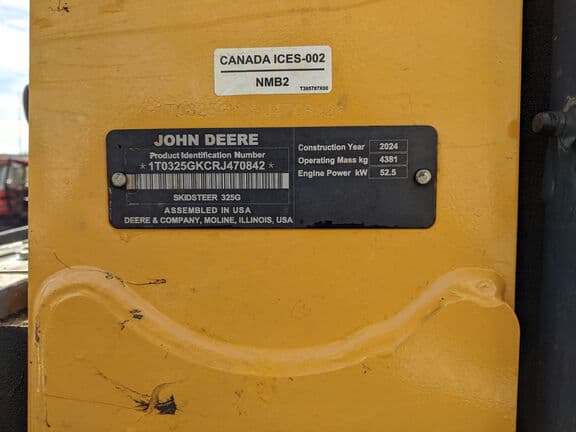 CANADA ICES-002
NMB2
T305787X00
JOHN DEERE
Product Identification Number
*1T0325GKCRJ470842*
SKIDSTEER 325G
ASSEMBLED IN USA
DEERE & COMPANY, MOLINE, ILLINOIS, USA
Construction Year 2024
Operating Mass kg 4381
Engine Power kW 52.5